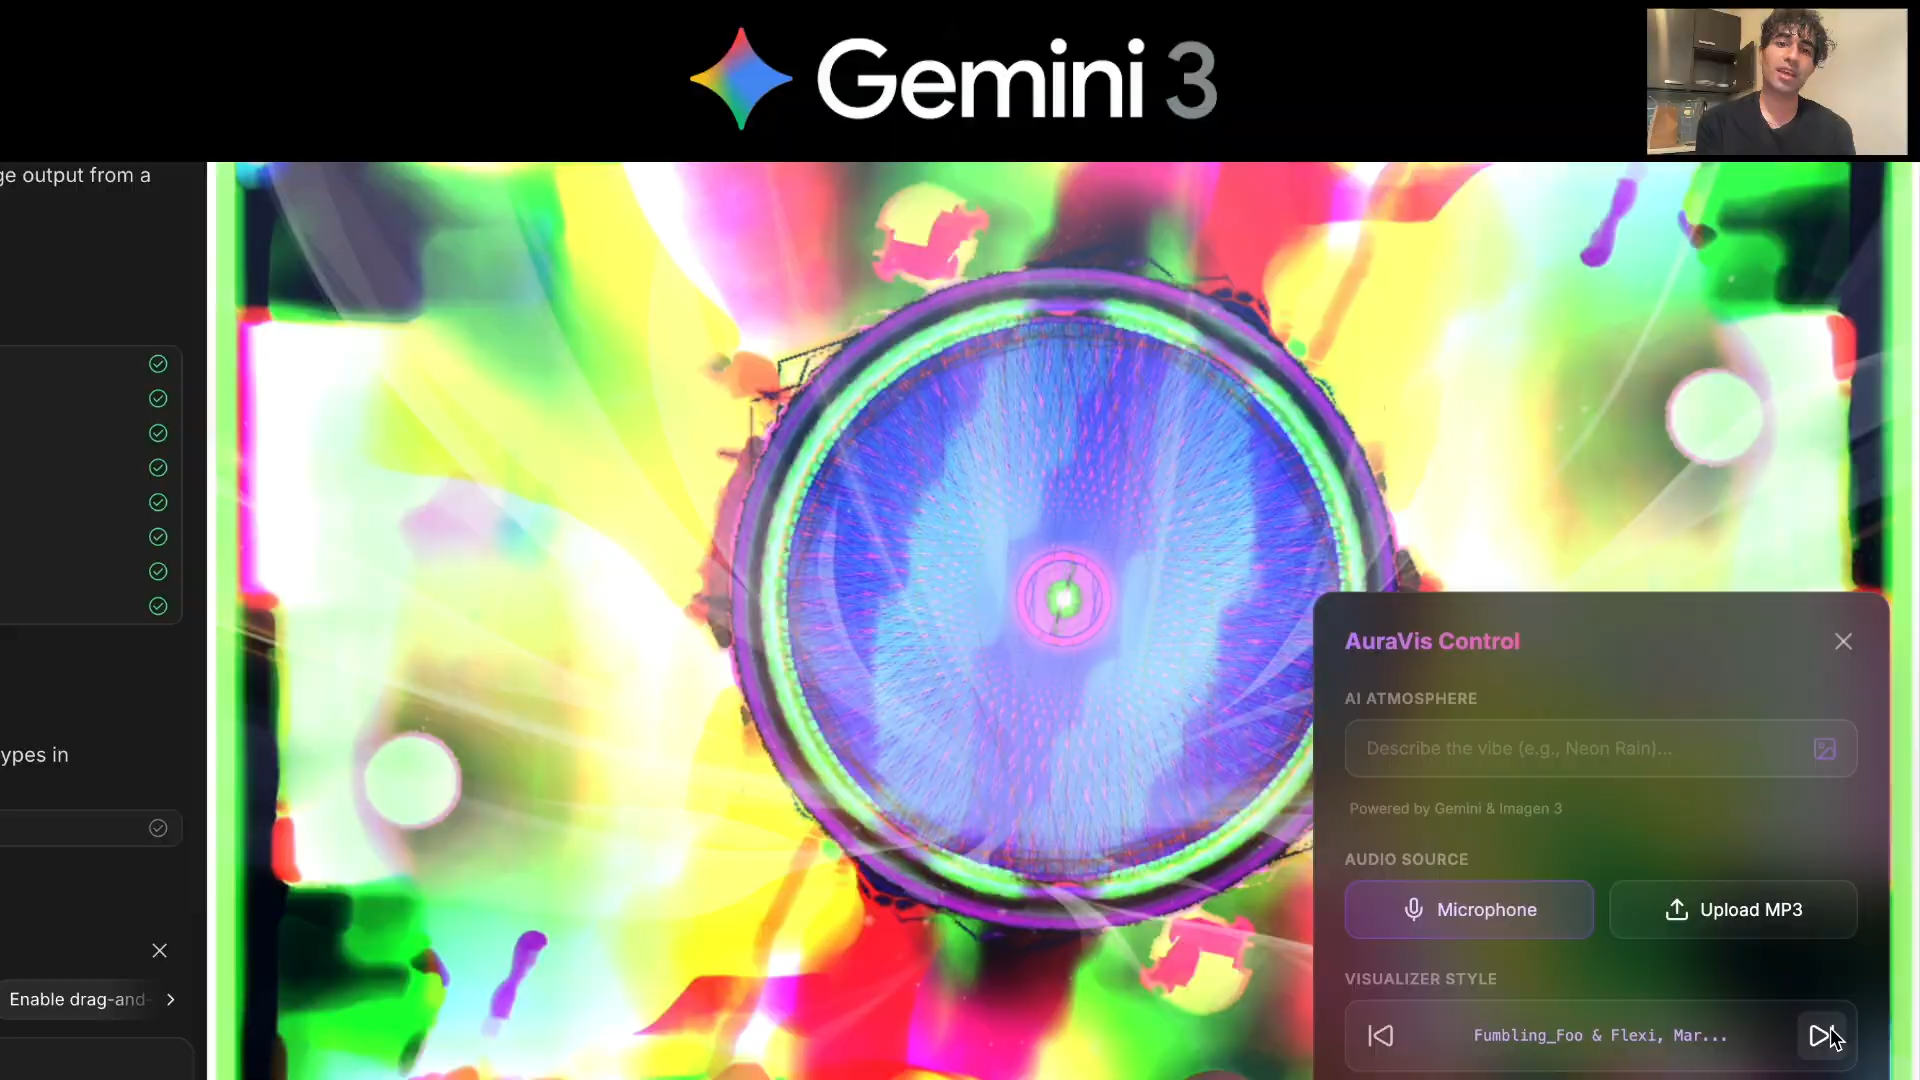 Gemini 3
ge output from a
ypes in
Enable drag-and-
AuraVis Control
AI ATMOSPHERE
Describe the vibe (e.g., Neon Rain)...
Powered by Gemini & Imagen 3
AUDIO SOURCE
Microphone
Upload MP3
VISUALIZER STYLE
Fumbling_Foo & Flexi, Mar...